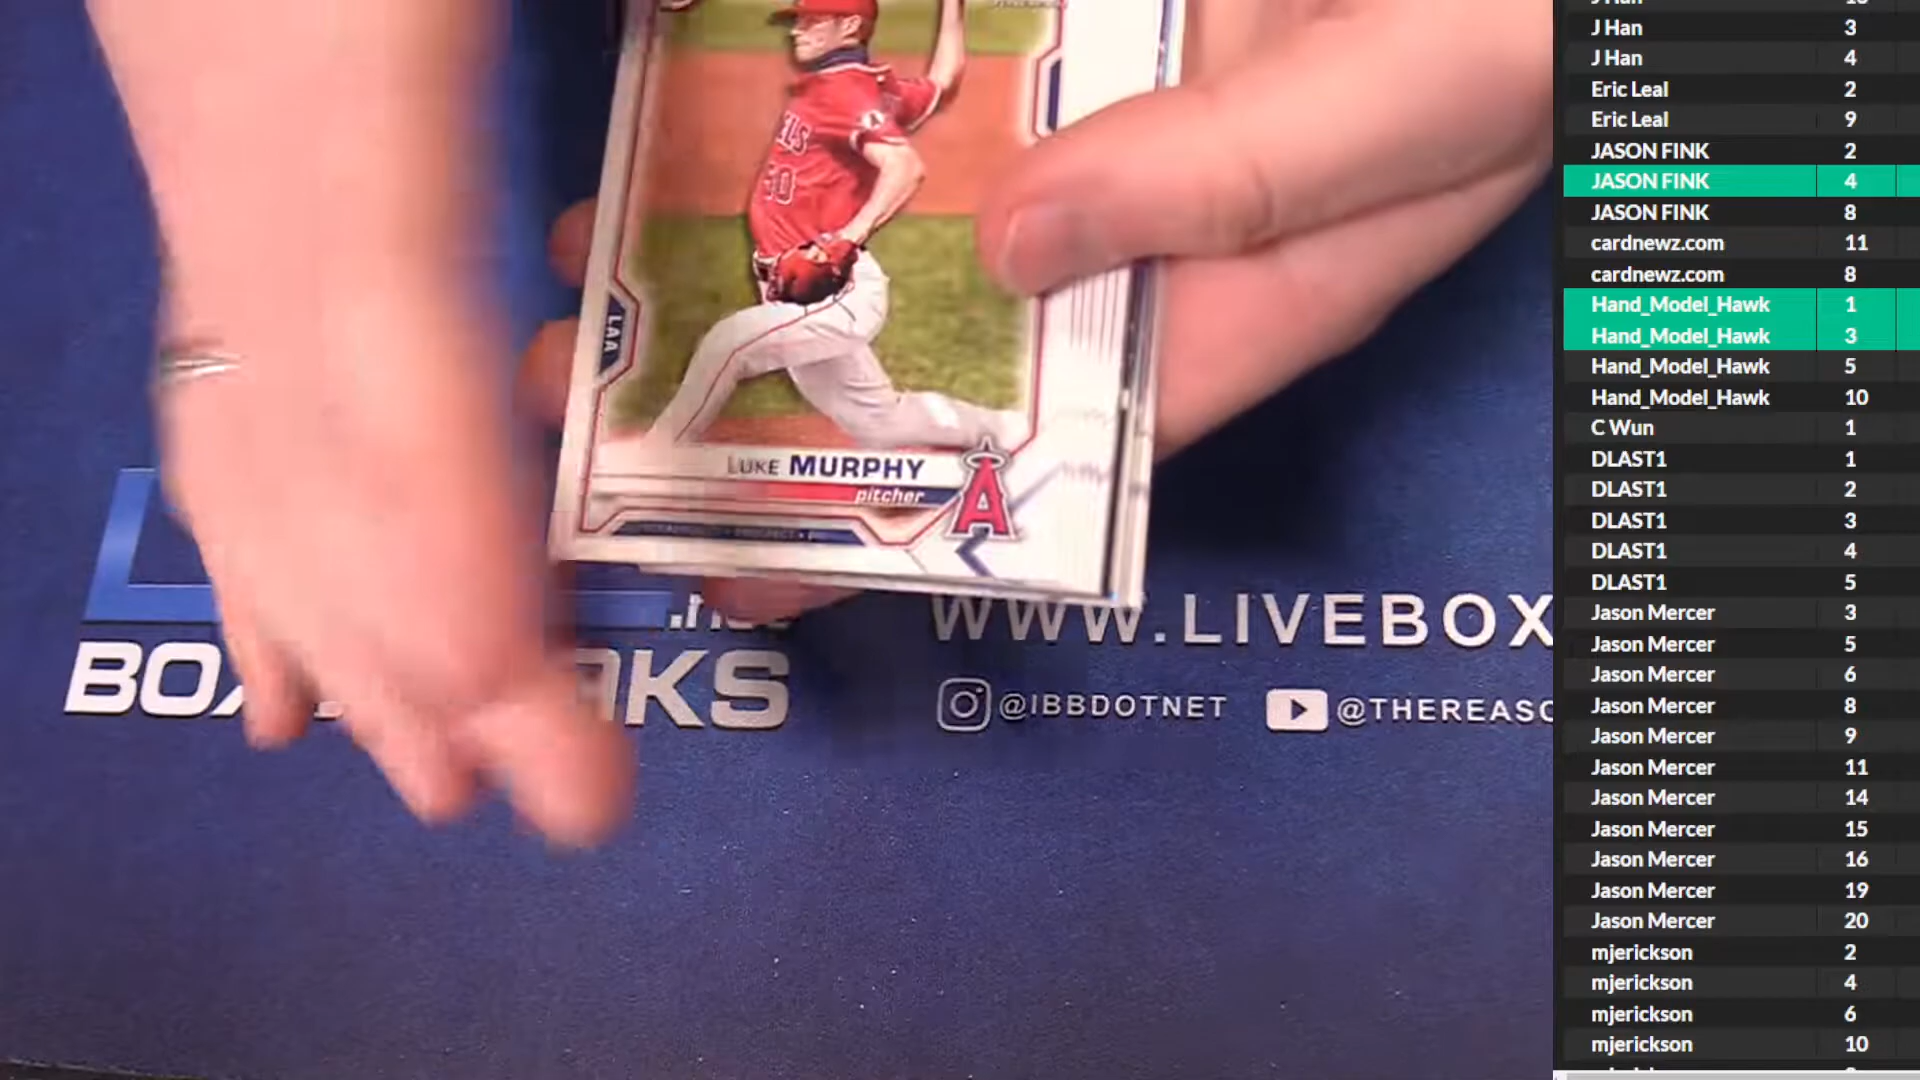 LAA
LUKE MURPHY
pitcher
A
.net
WWW.LIVEBOX
@IBBDOTNET
@THEREASO
J Han 3
J Han 4
Eric Leal 2
Eric Leal 9
JASON FINK 2
JASON FINK 4
JASON FINK 8
cardnewz.com 11
cardnewz.com 8
Hand_Model_Hawk 1
Hand_Model_Hawk 3
Hand_Model_Hawk 5
Hand_Model_Hawk 10
C Wun 1
DLAST1 1
DLAST1 2
DLAST1 3
DLAST1 4
DLAST1 5
Jason Mercer 3
Jason Mercer 5
Jason Mercer 6
Jason Mercer 8
Jason Mercer 9
Jason Mercer 11
Jason Mercer 14
Jason Mercer 15
Jason Mercer 16
Jason Mercer 19
Jason Mercer 20
mjerickson 2
mjerickson 4
mjerickson 6
mjerickson 10